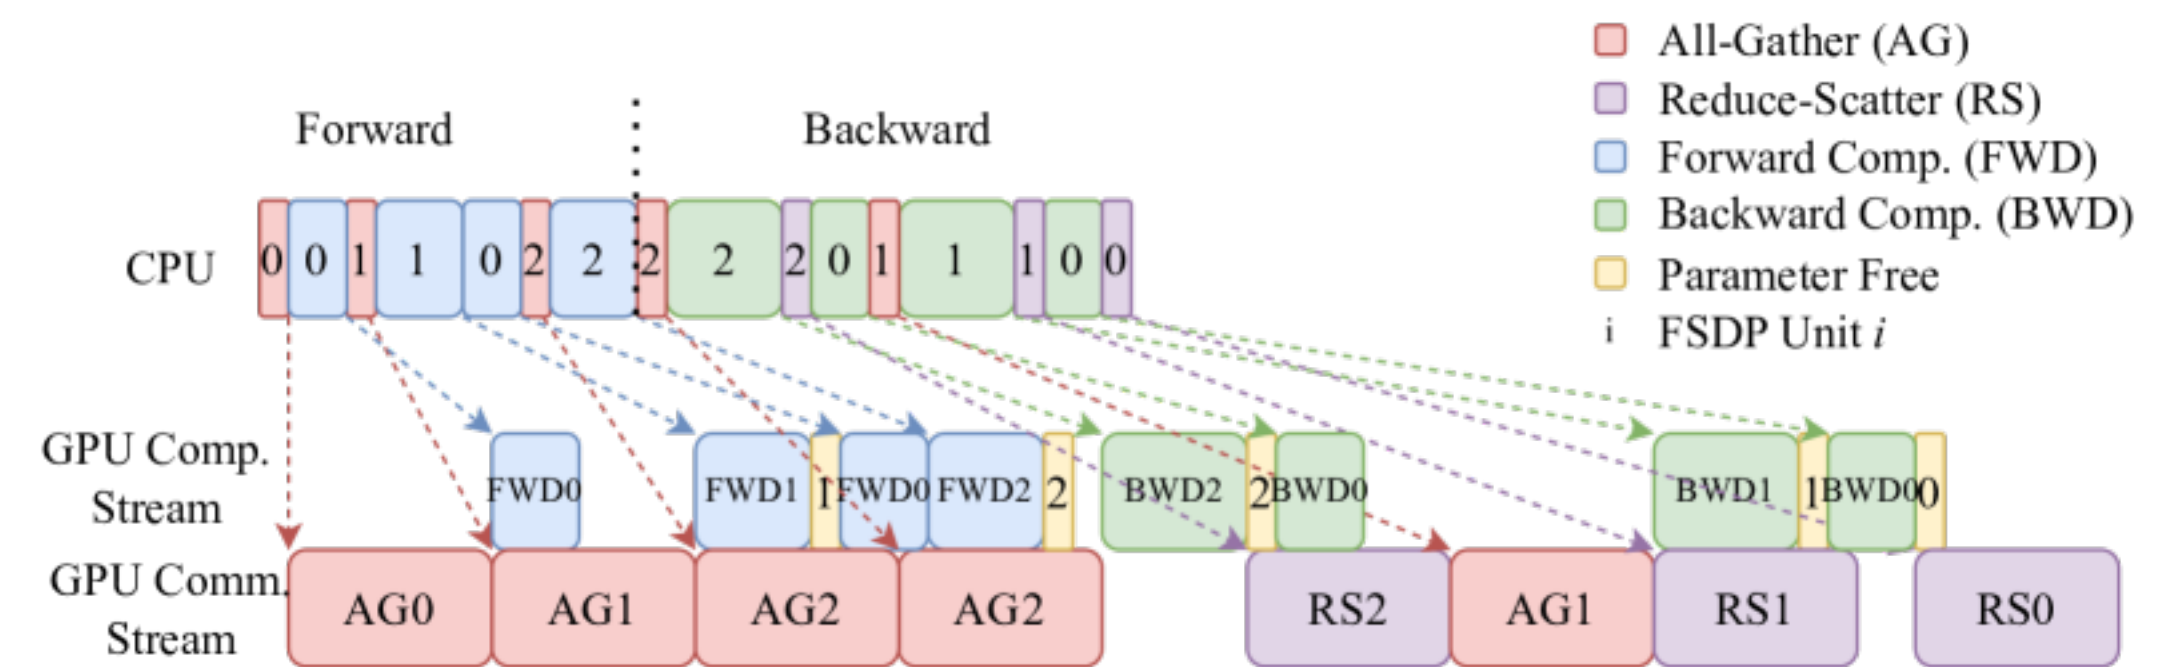 All-Gather (AG)
Reduce-Scatter (RS)
Forward Comp. (FWD)
Backward Comp. (BWD)
Parameter Free
i FSDP Unit i
Forward Backward
CPU 0 0 1 1 0 2 2 2 2 2 0 1 1 1 0 0
GPU Comp.
Stream
FWD0 FWD1 1 FWD0 FWD2 2 BWD2 2 BWD0 BWD1 1 BWD0 0
GPU Comm.
Stream
AG0 AG1 AG2 AG2 RS2 AG1 RS1 RS0